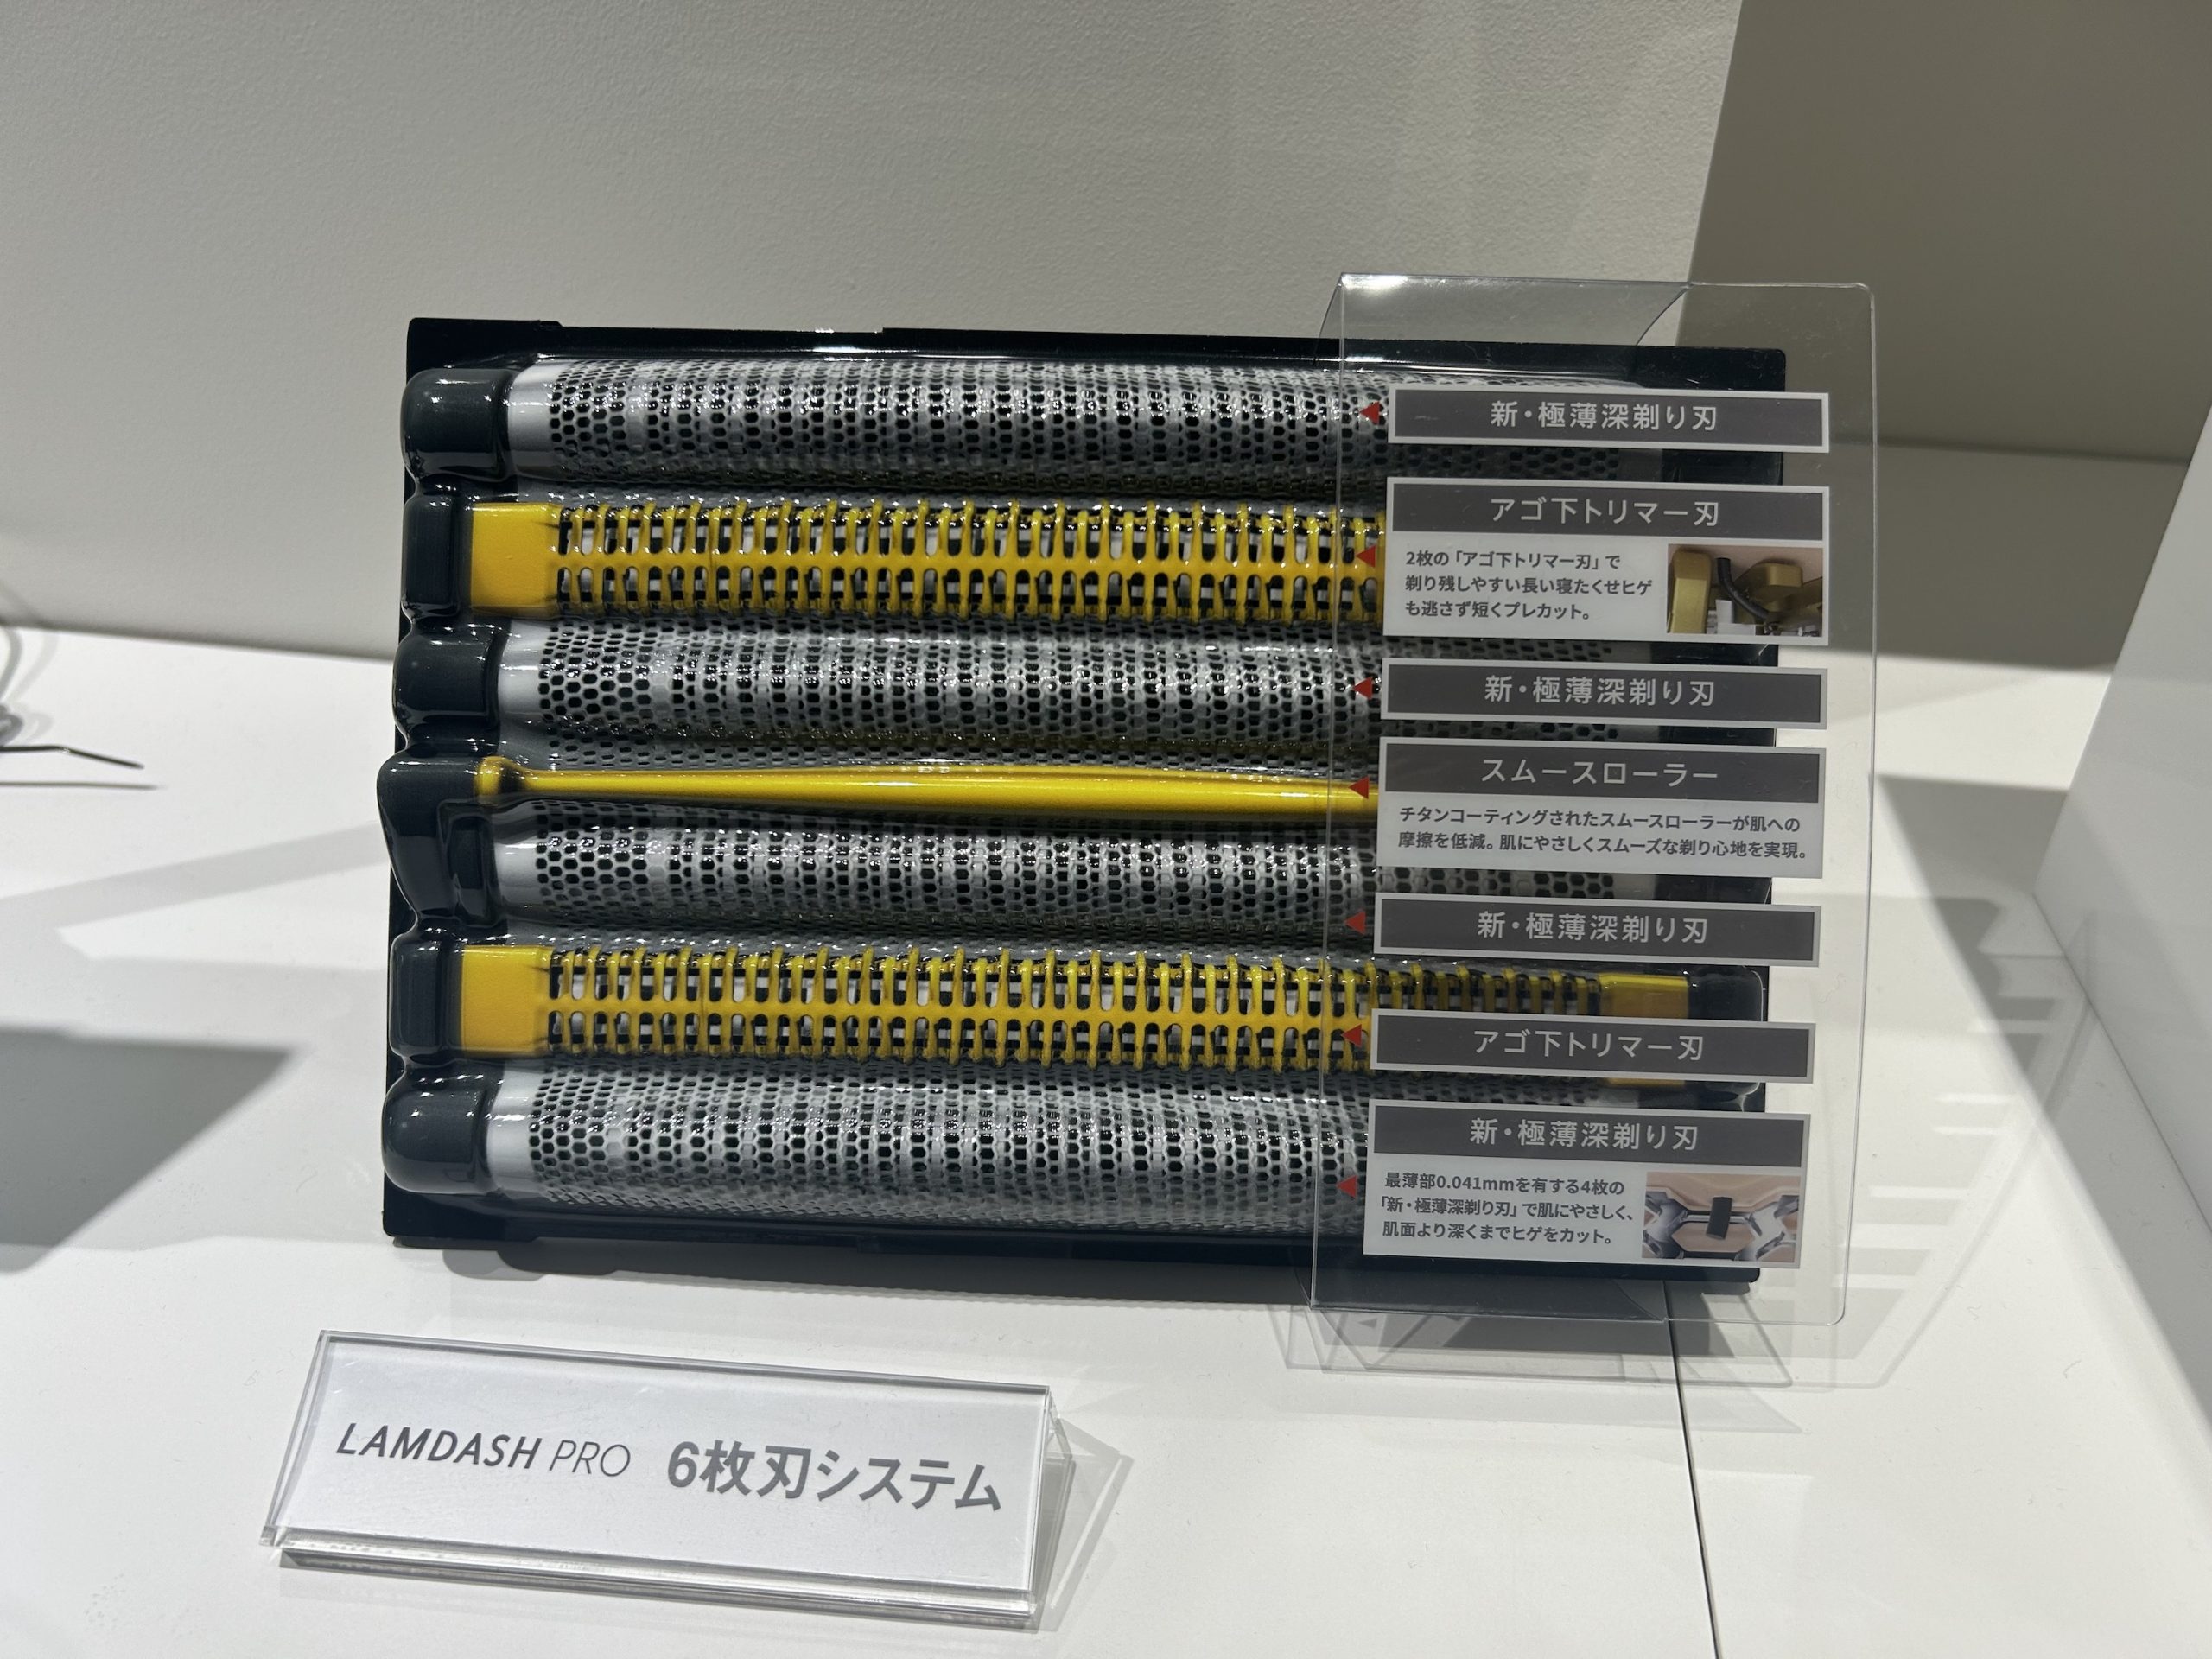 新・極薄深剃り刃
アゴ下トリマー刃
2枚の「アゴ下トリマー刃」で
剃り残しやすい長い寝たくせヒゲ
も逃さず短くプレカット。
新・極薄深剃り刃
スムースローラー
チタンコーティングされたスムースローラーが肌への
摩擦を低減。肌にやさしくスムーズな剃り心地を実現。
新・極薄深剃り刃
アゴ下トリマー刃
新・極薄深剃り刃
最薄部0.041mmを有する4枚の
「新・極薄深剃り刃」で肌にやさしく、
肌面より深くまでヒゲをカット。
LAMDASH PRO 6枚刃システム